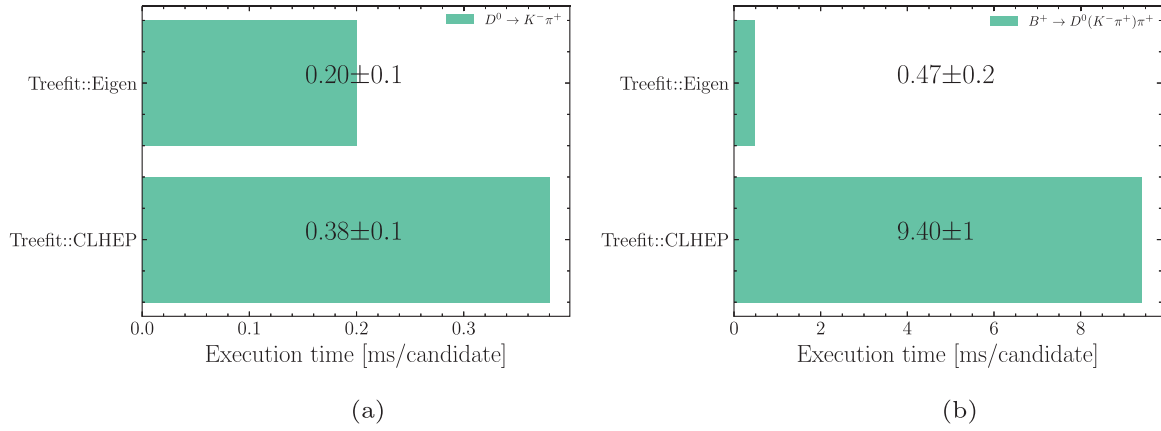 D⁰ → K⁻π⁺
Treefit::Eigen
0.20±0.1
Treefit::CLHEP
0.38±0.1
0.0 0.1 0.2 0.3
Execution time [ms/candidate]
(a)
B⁺ → D⁰(K⁻π⁺)π⁺
Treefit::Eigen
0.47±0.2
Treefit::CLHEP
9.40±1
0 2 4 6 8
Execution time [ms/candidate]
(b)